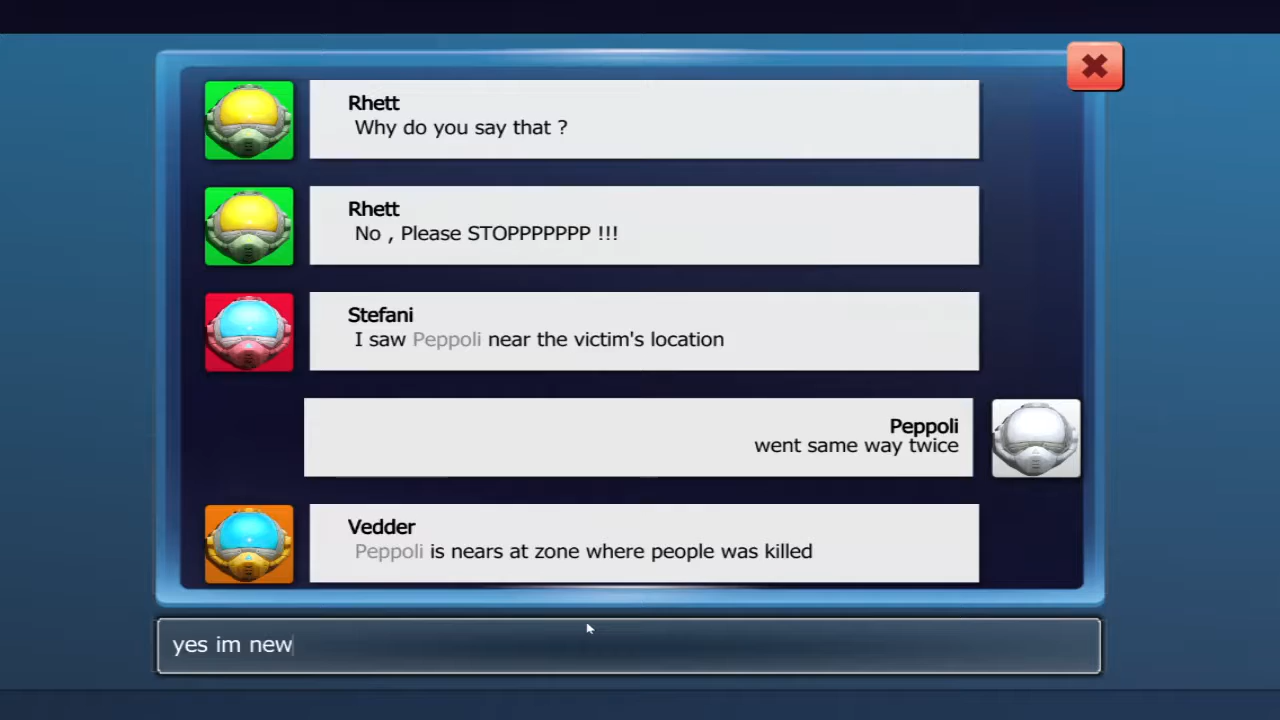 Rhett
Why do you say that ?
Rhett
No , Please STOPPPPPPP !!!
Stefani
I saw Peppoli near the victim's location
Peppoli
went same way twice
Vedder
Peppoli is nears at zone where people was killed
yes im new